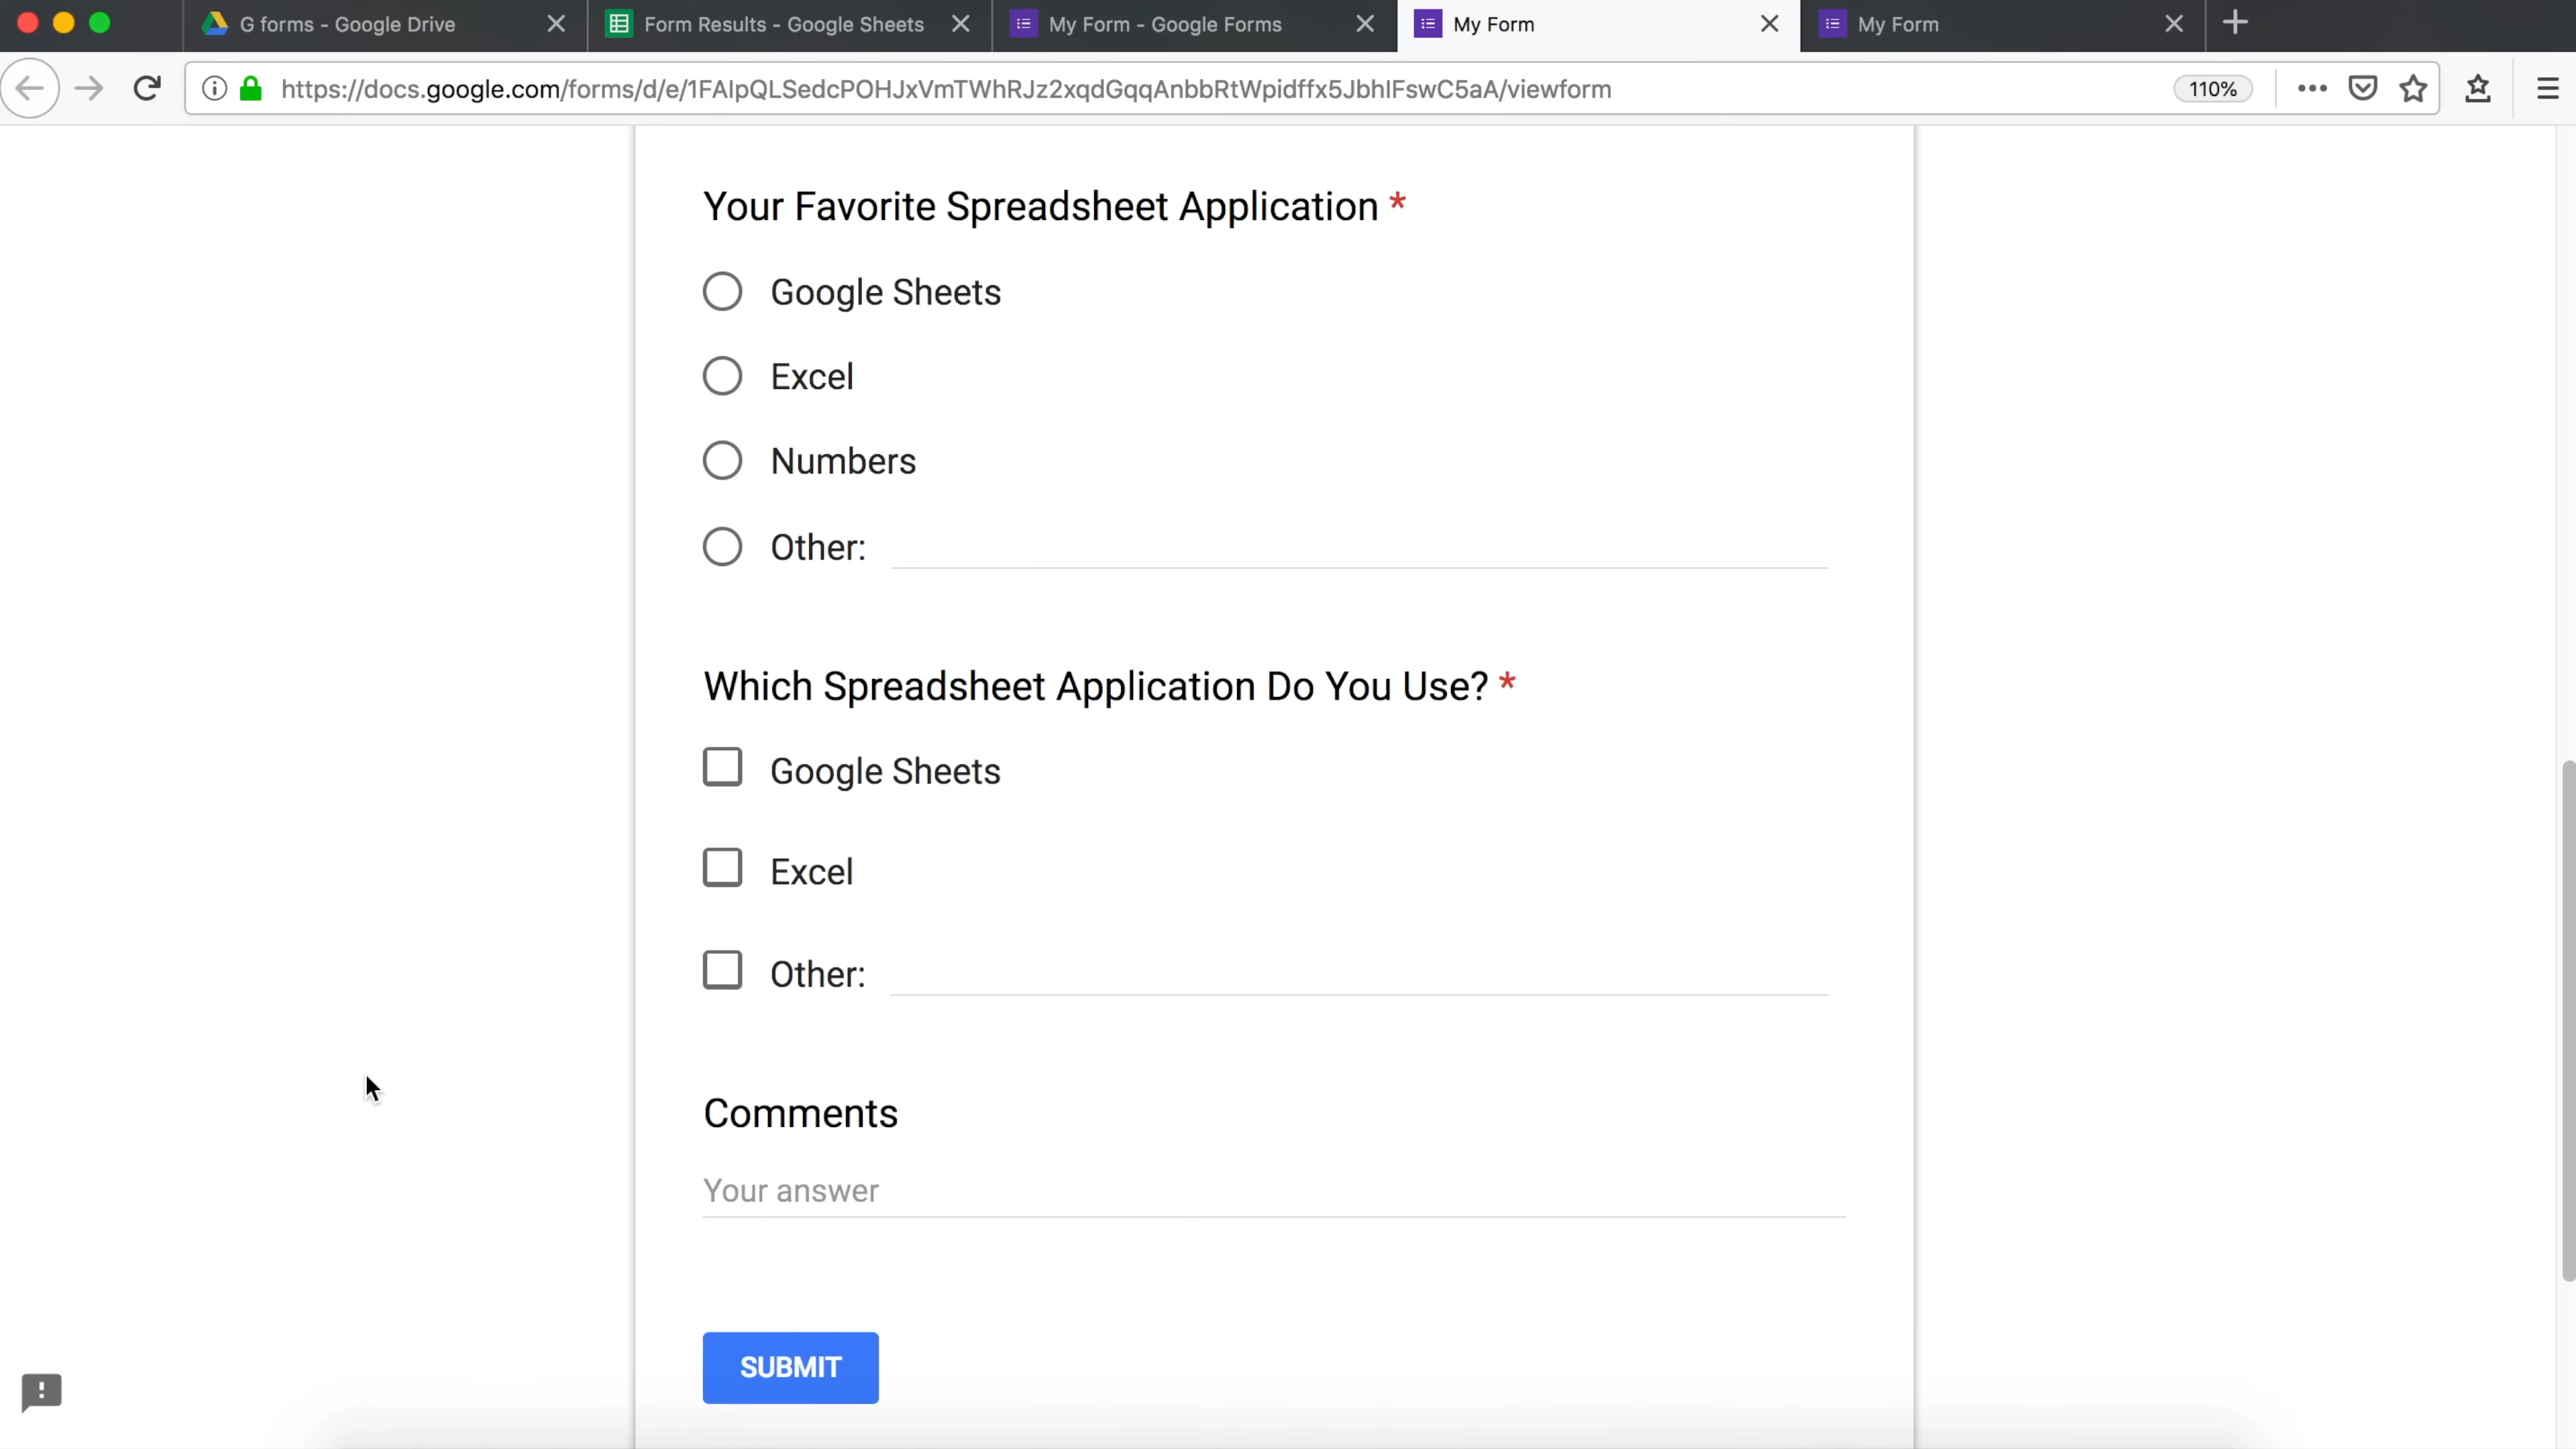 G forms - Google Drive
Form Results - Google Sheets
My Form - Google Forms
My Form
My Form
https://docs.google.com/forms/d/e/1FAIpQLSedcPOHJxVmTWhRJz2xqdGqqAnbbRtWpidffx5JbhIFswC5aA/viewform
110%
Your Favorite Spreadsheet Application *
Google Sheets
Excel
Numbers
Other:
Which Spreadsheet Application Do You Use? *
Google Sheets
Excel
Other:
Comments
Your answer
SUBMIT